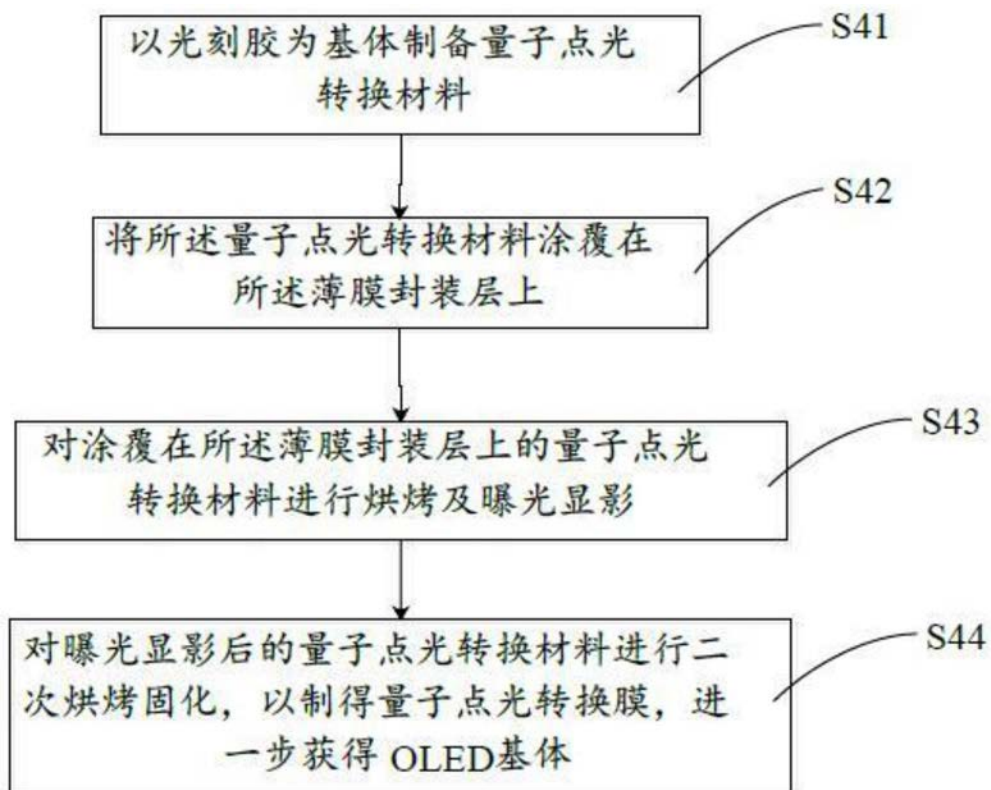 以光刻胶为基体制备量子点光
转换材料
S41
将所述量子点光转换材料涂覆在
所述薄膜封装层上
S42
对涂覆在所述薄膜封装层上的量子点光
转换材料进行烘烤及曝光显影
S43
对曝光显影后的量子点光转换材料进行二
次烘烤固化，以制得量子点光转换膜，进
一步获得 OLED基体
S44